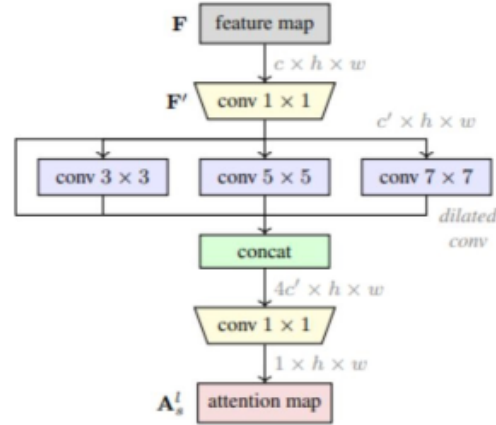 F feature map
c × h × w
F′ conv 1 × 1
c′ × h × w
conv 3 × 3 conv 5 × 5 conv 7 × 7
dilated
conv
concat
4c′ × h × w
conv 1 × 1
1 × h × w
A_s^l attention map